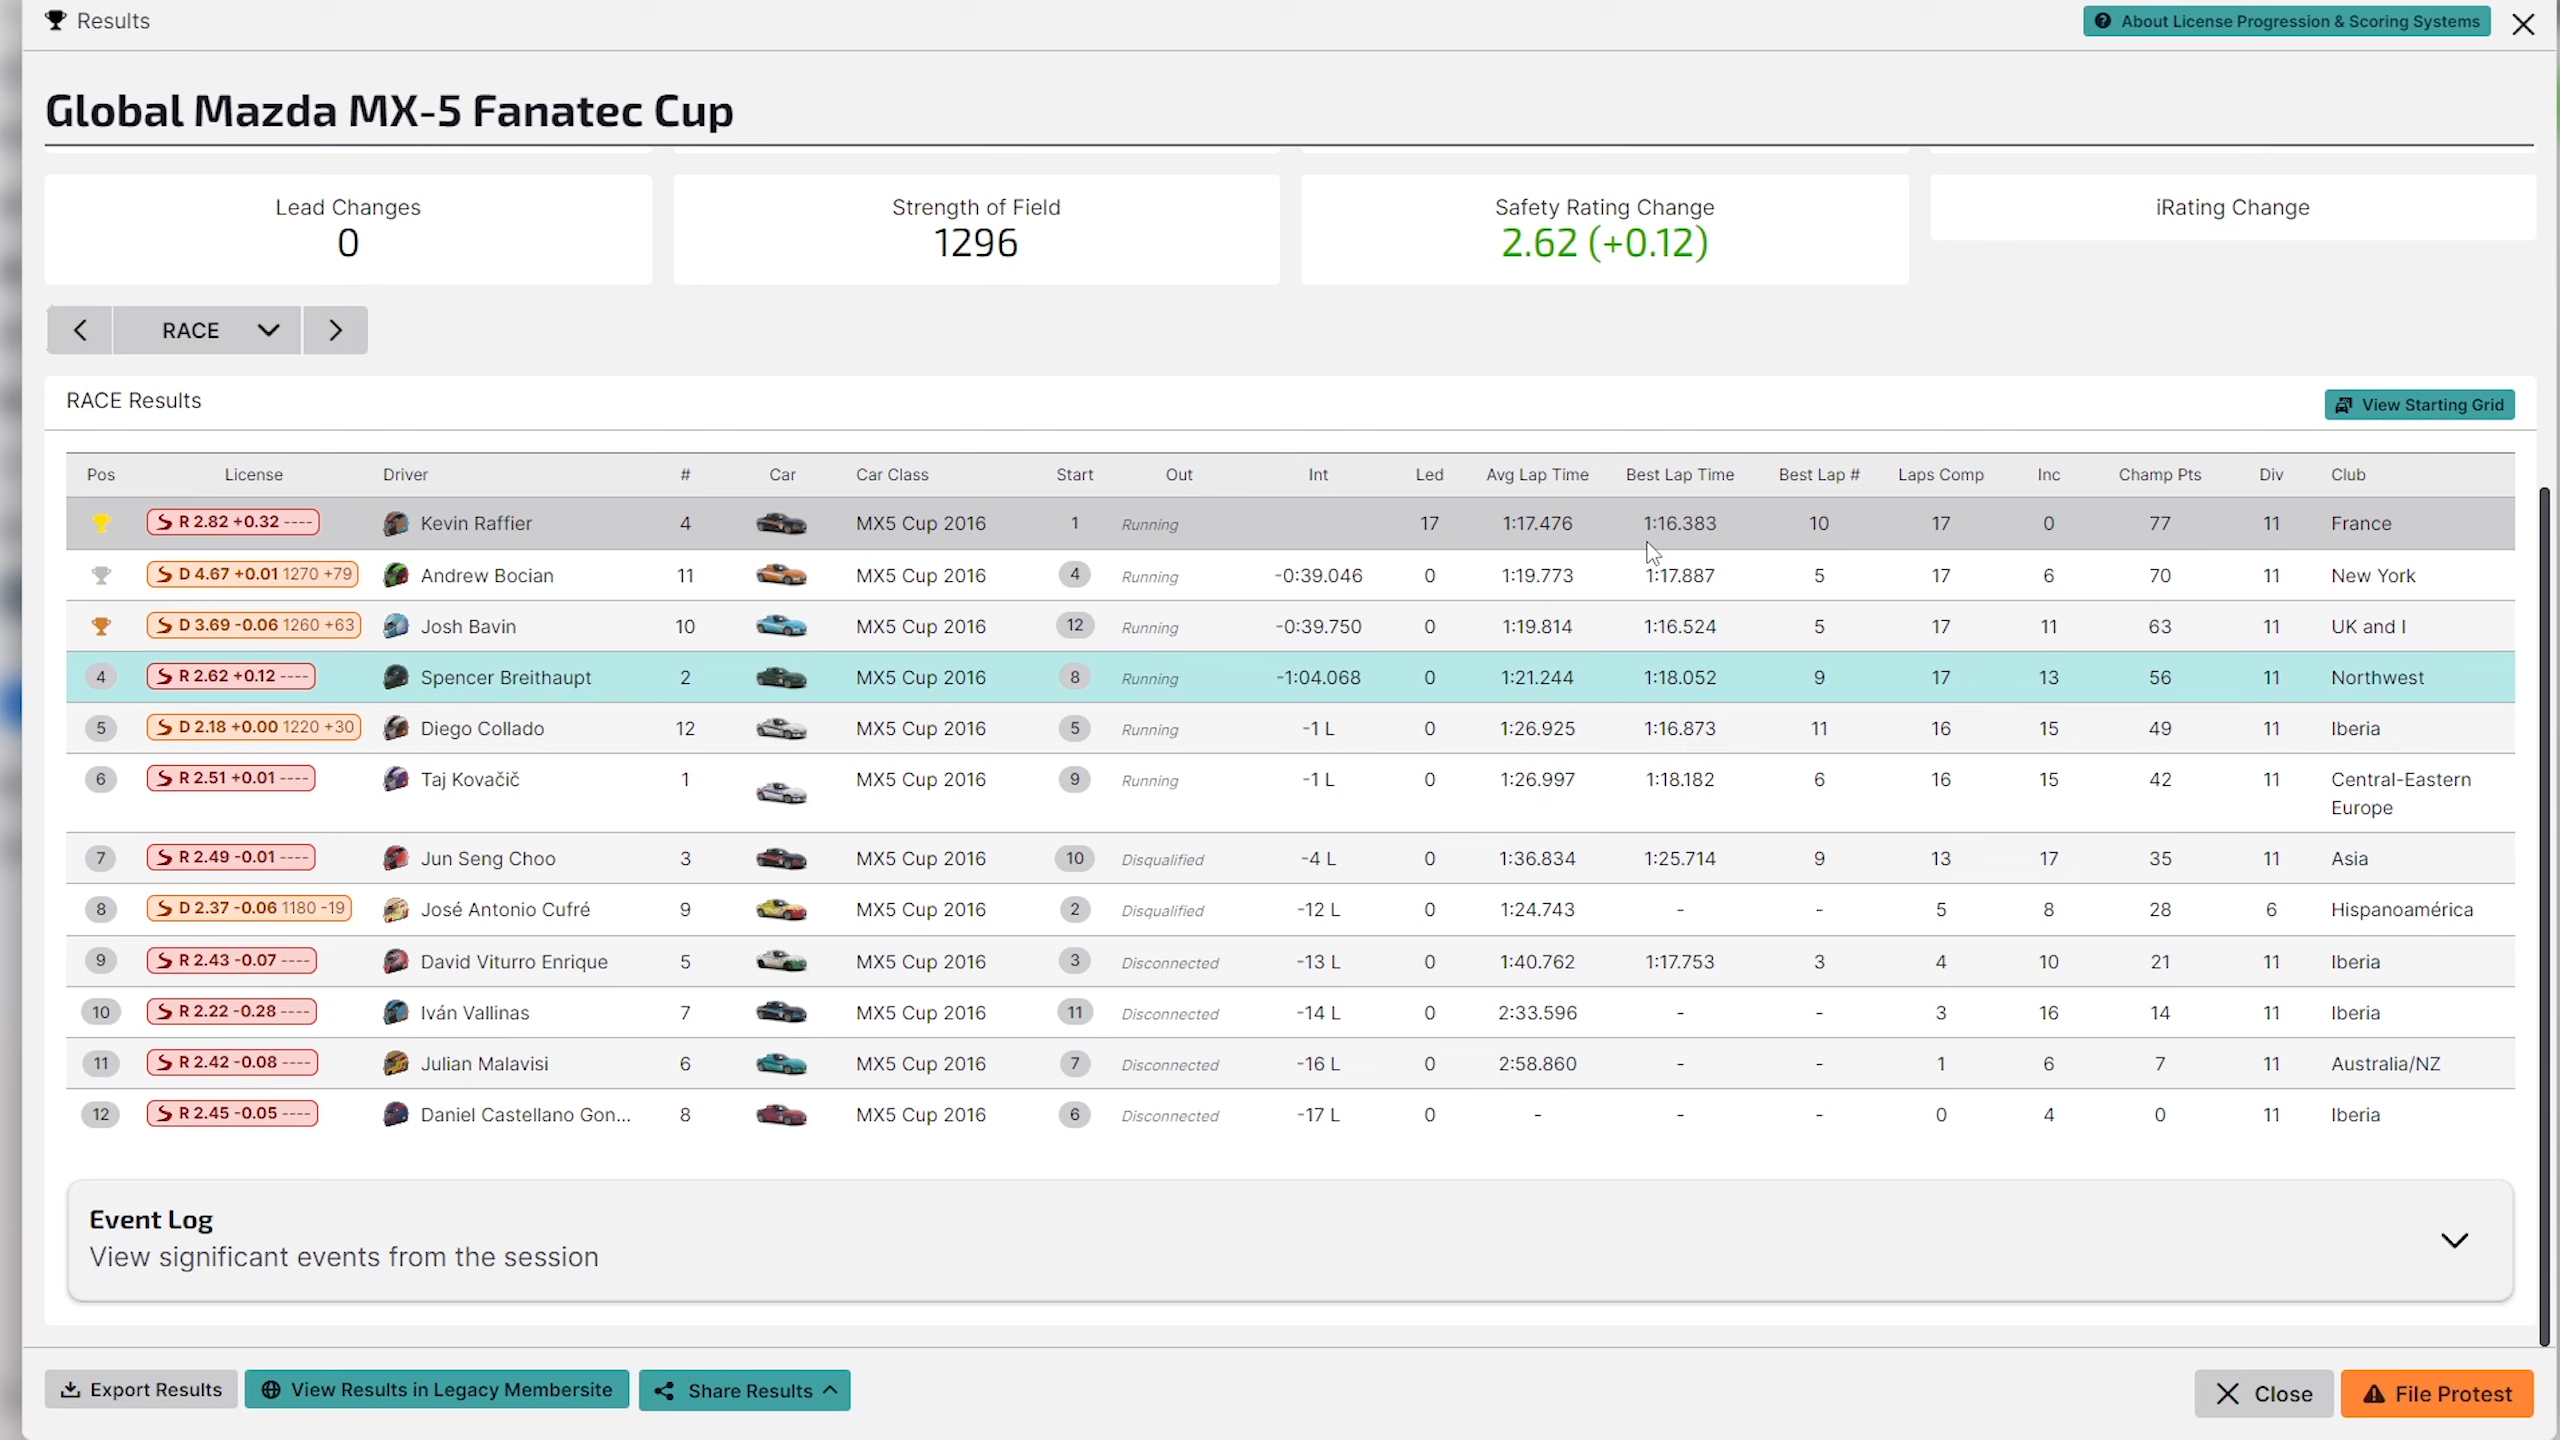 Results
About License Progression & Scoring Systems
Global Mazda MX-5 Fanatec Cup
Lead Changes
0
Strength of Field
1296
Safety Rating Change
2.62 (+0.12)
iRating Change
RACE
RACE Results
View Starting Grid
Pos License Driver # Car Car Class Start Out Int Led Avg Lap Time Best Lap Time Best Lap # Laps Comp Inc Champ Pts Div Club
R 2.82 +0.32 ---- Kevin Raffier 4 MX5 Cup 2016 1 Running 17 1:17.476 1:16.383 10 17 0 77 11 France
D 4.67 +0.01 1270 +79 Andrew Bocian 11 MX5 Cup 2016 4 Running -0:39.046 0 1:19.773 1:17.887 5 17 6 70 11 New York
D 3.69 -0.06 1260 +63 Josh Bavin 10 MX5 Cup 2016 12 Running -0:39.750 0 1:19.814 1:16.524 5 17 11 63 11 UK and I
4 R 2.62 +0.12 ---- Spencer Breithaupt 2 MX5 Cup 2016 8 Running -1:04.068 0 1:21.244 1:18.052 9 17 13 56 11 Northwest
5 D 2.18 +0.00 1220 +30 Diego Collado 12 MX5 Cup 2016 5 Running -1 L 0 1:26.925 1:16.873 11 16 15 49 11 Iberia
6 R 2.51 +0.01 ---- Taj Kovačič 1 MX5 Cup 2016 9 Running -1 L 0 1:26.997 1:18.182 6 16 15 42 11 Central-Eastern
Europe
7 R 2.49 -0.01 ---- Jun Seng Choo 3 MX5 Cup 2016 10 Disqualified -4 L 0 1:36.834 1:25.714 9 13 17 35 11 Asia
8 D 2.37 -0.06 1180 -19 José Antonio Cufré 9 MX5 Cup 2016 2 Disqualified -12 L 0 1:24.743 - - 5 8 28 6 Hispanoamérica
9 R 2.43 -0.07 ---- David Viturro Enrique 5 MX5 Cup 2016 3 Disconnected -13 L 0 1:40.762 1:17.753 3 4 10 21 11 Iberia
10 R 2.22 -0.28 ---- Iván Vallinas 7 MX5 Cup 2016 11 Disconnected -14 L 0 2:33.596 - - 3 16 14 11 Iberia
11 R 2.42 -0.08 ---- Julian Malavisi 6 MX5 Cup 2016 7 Disconnected -16 L 0 2:58.860 - - 1 6 7 11 Australia/NZ
12 R 2.45 -0.05 ---- Daniel Castellano Gon... 8 MX5 Cup 2016 6 Disconnected -17 L 0 - - - 0 4 0 11 Iberia
Event Log
View significant events from the session
Export Results
View Results in Legacy Membersite
Share Results
Close
File Protest